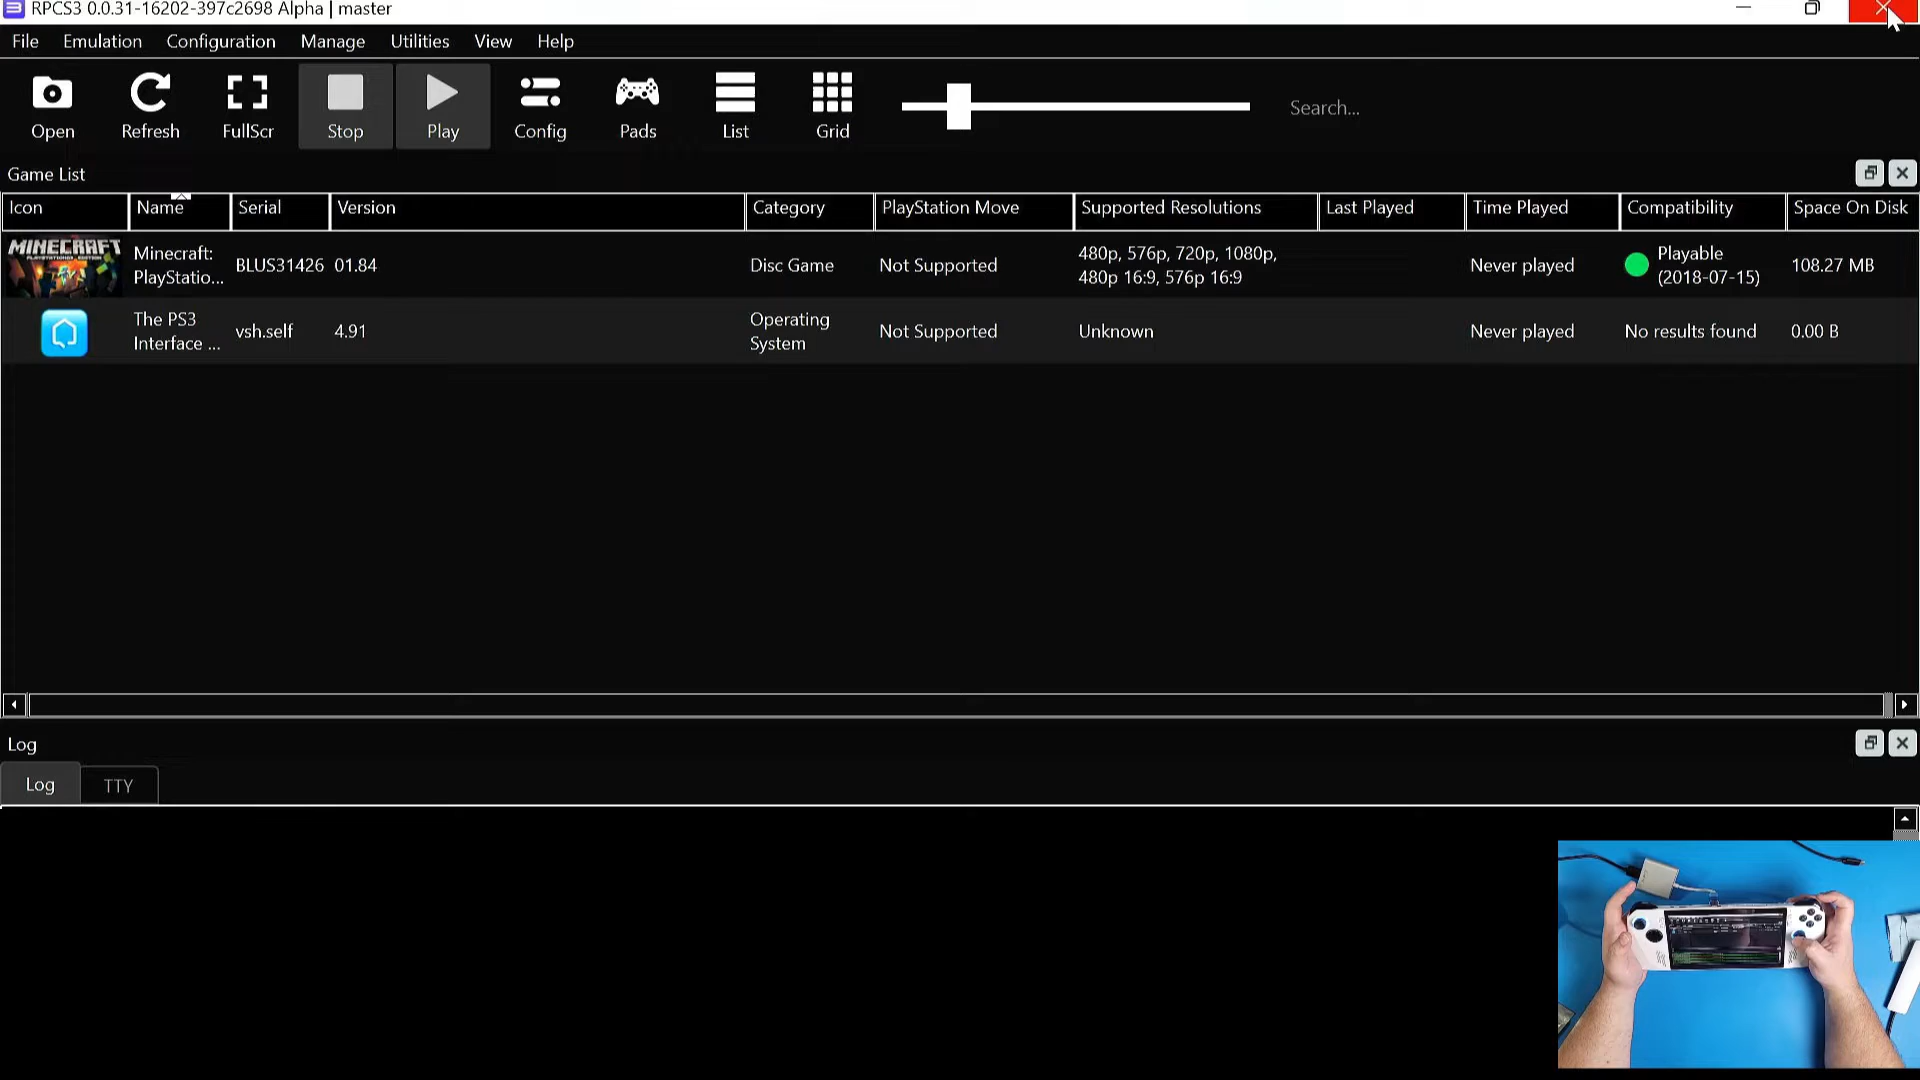 RPCS3 0.0.31-16202-397c2698 Alpha | master
File Emulation Configuration Manage Utilities View Help
Open Refresh FullScr Stop Play Config Pads List Grid Search...
Game List
Icon Name Serial Version Category PlayStation Move Supported Resolutions Last Played Time Played Compatibility Space On Disk
MINECRAFT
Minecraft:
PlayStatio...
BLUS31426 01.84 Disc Game Not Supported
480p, 576p, 720p, 1080p,
480p 16:9, 576p 16:9
Never played
Playable
(2018-07-15)
108.27 MB
The PS3
Interface ...
vsh.self 4.91
Operating
System
Not Supported Unknown Never played No results found 0.00 B
Log
Log TTY